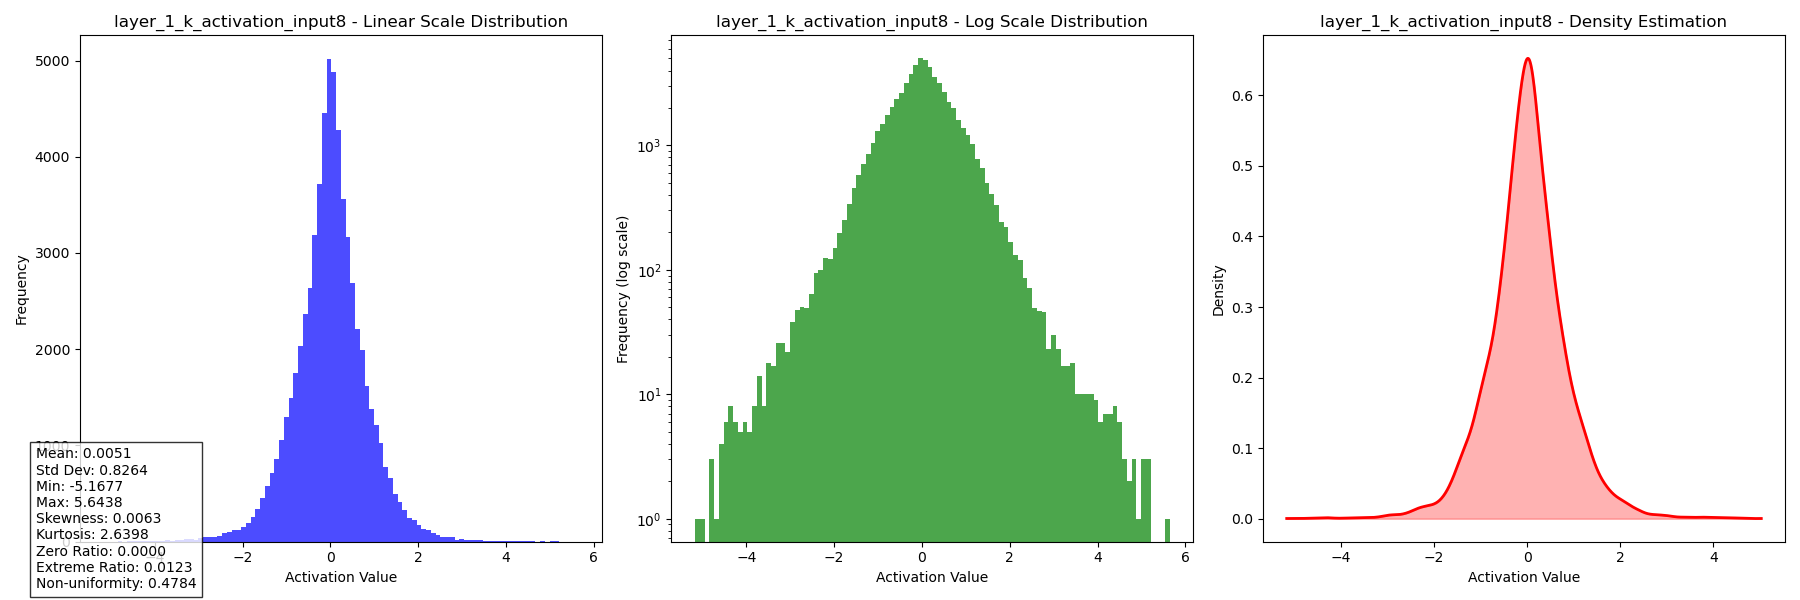 layer_1_k_activation_input8 - Linear Scale Distribution
5000
4000
3000
2000
1000
0
Frequency
−4
−2
0
2
4
6
Activation Value
Mean: 0.0051
Std Dev: 0.8264
Min: -5.1677
Max: 5.6438
Skewness: 0.0063
Kurtosis: 2.6398
Zero Ratio: 0.0000
Extreme Ratio: 0.0123
Non-uniformity: 0.4784
layer_1_k_activation_input8 - Log Scale Distribution
10³
10²
10¹
10⁰
Frequency (log scale)
−4
−2
0
2
4
6
Activation Value
layer_1_k_activation_input8 - Density Estimation
0.6
0.5
0.4
0.3
0.2
0.1
0.0
Density
−4
−2
0
2
4
Activation Value